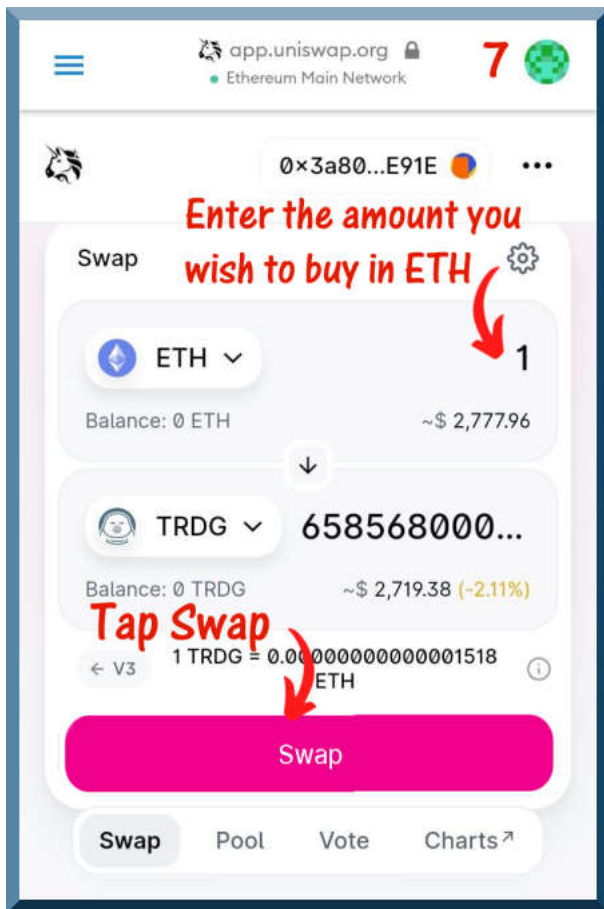 app.uniswap.org
7
Ethereum Main Network
0×3a80...E91E
Enter the amount you
wish to buy in ETH
Swap
ETH
1
Balance: 0 ETH
~$ 2,777.96
TRDG
658568000...
Balance: 0 TRDG
~$ 2,719.38 (-2.11%)
Tap Swap
← V3
1 TRDG = 0.00000000000001518
ETH
Swap
Swap Pool Vote Charts↗